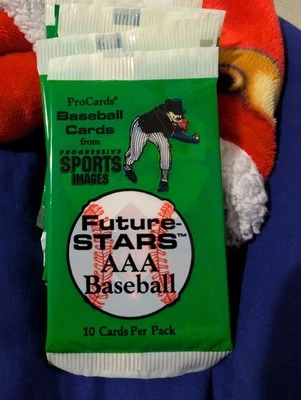 ProCards®
Baseball
Cards
from
PROGRESSIVE
SPORTS
IMAGES
Future-
STARS™
AAA
Baseball
10 Cards Per Pack